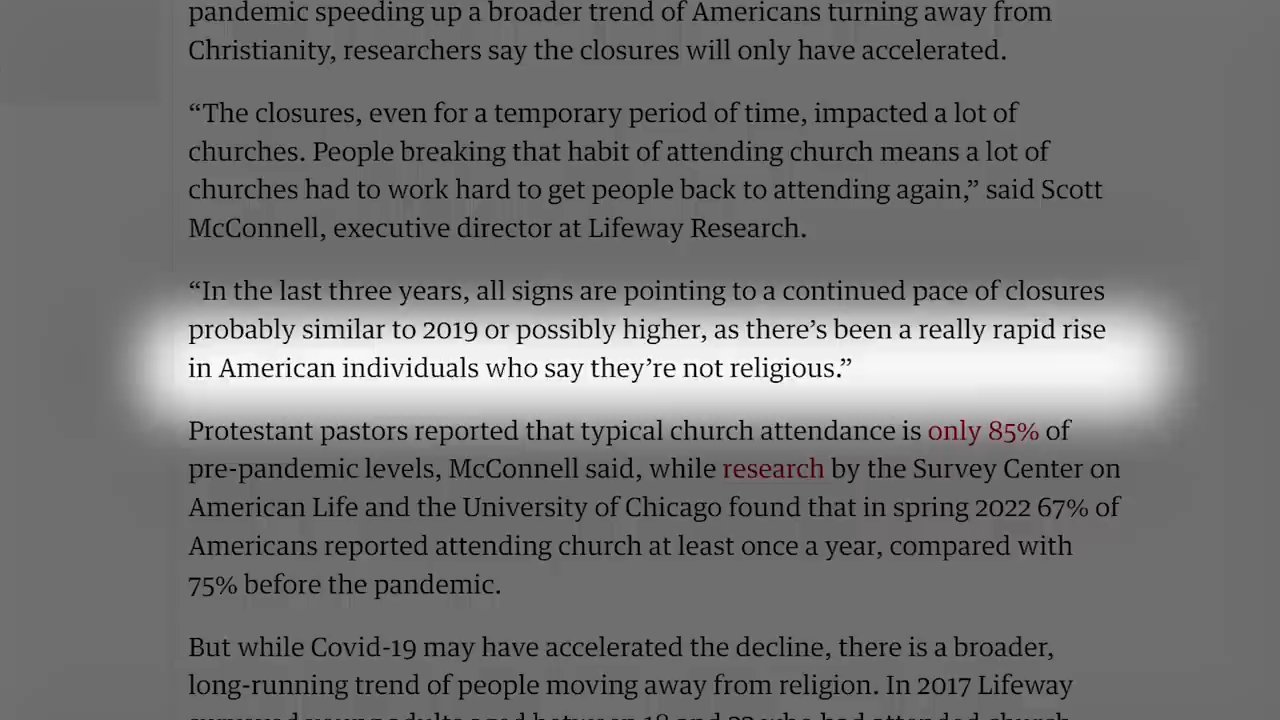 pandemic speeding up a broader trend of Americans turning away from
Christianity, researchers say the closures will only have accelerated.
“The closures, even for a temporary period of time, impacted a lot of
churches. People breaking that habit of attending church means a lot of
churches had to work hard to get people back to attending again,” said Scott
McConnell, executive director at Lifeway Research.
“In the last three years, all signs are pointing to a continued pace of closures
probably similar to 2019 or possibly higher, as there’s been a really rapid rise
in American individuals who say they’re not religious.”
Protestant pastors reported that typical church attendance is only 85% of
pre-pandemic levels, McConnell said, while research by the Survey Center on
American Life and the University of Chicago found that in spring 2022 67% of
Americans reported attending church at least once a year, compared with
75% before the pandemic.
But while Covid-19 may have accelerated the decline, there is a broader,
long-running trend of people moving away from religion. In 2017 Lifeway